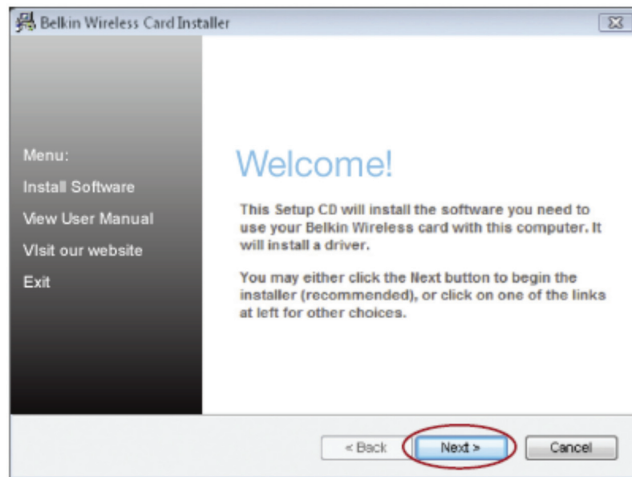 Belkin Wireless Card Installer
Menu:
Install Software
View User Manual
VIsit our website
Exit
Welcome!
This Setup CD will install the software you need to
use your Belkin Wireless card with this computer. It
will install a driver.
You may either click the Next button to begin the
installer (recommended), or click on one of the links
at left for other choices.
< Back
Next >
Cancel